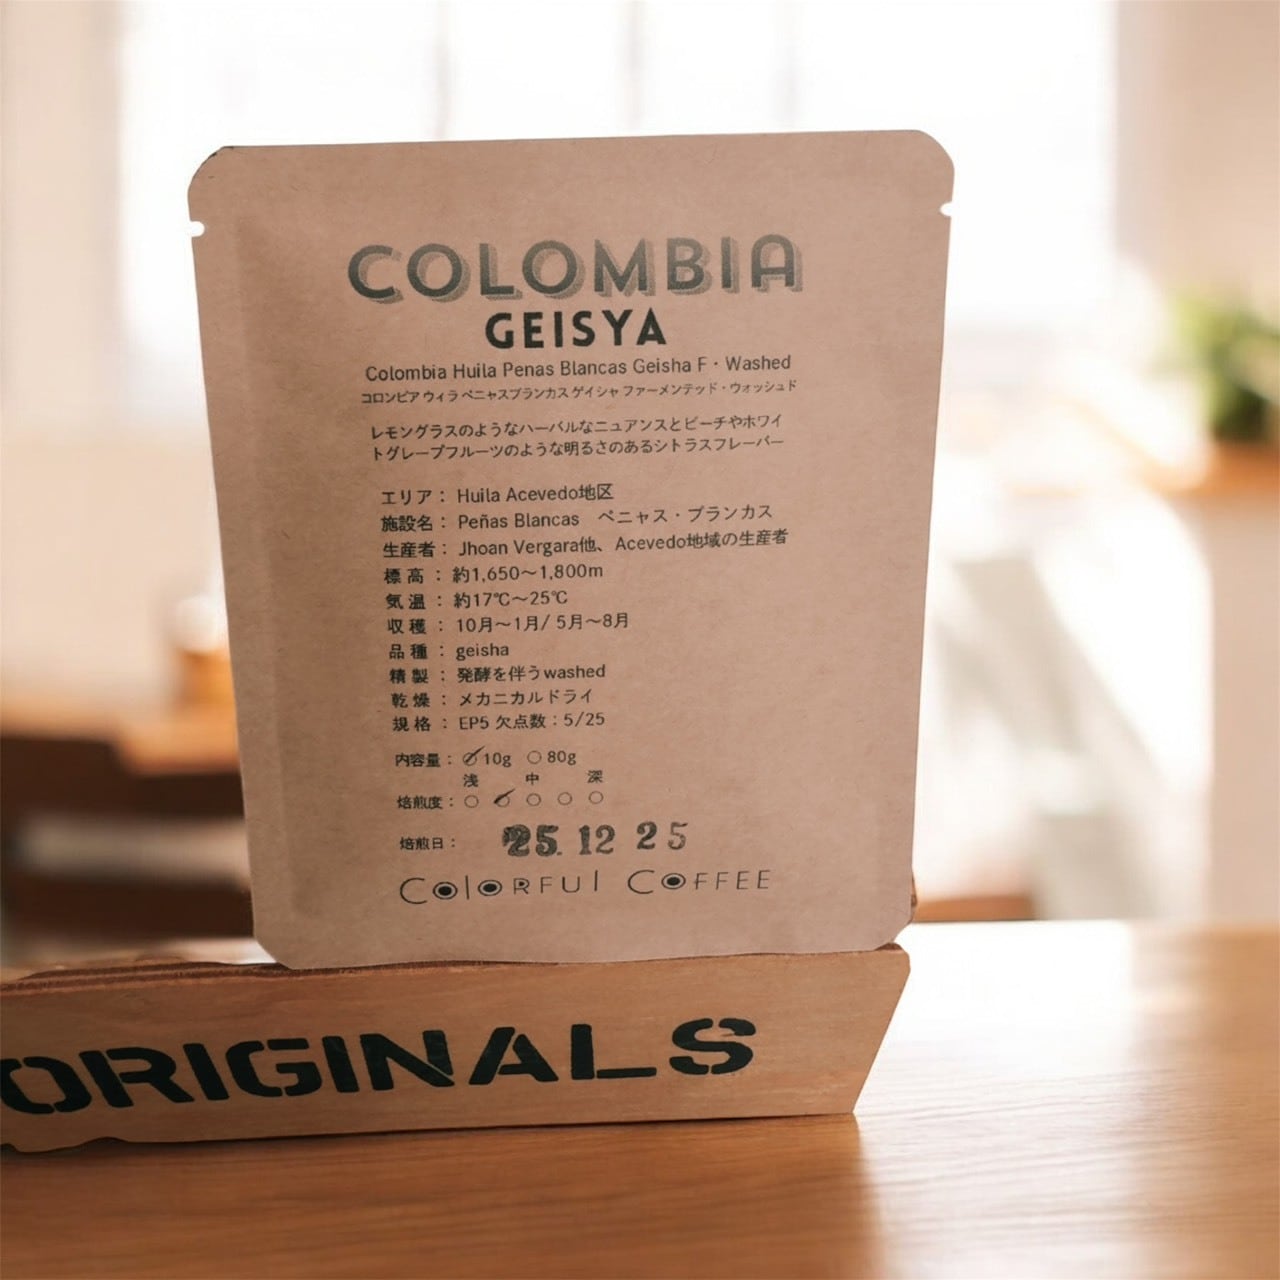 COLOMBIA
GEISYA
Colombia Huila Penas Blancas Geisha F・Washed
コロンビア ウィラ ペニャスブランカス ゲイシャ ファーメンテッド・ウォッシュド
レモングラスのようなハーバルなニュアンスとピーチやホワイ
トグレープフルーツのような明るさのあるシトラスフレーバー
エリア： Huila Acevedo地区
施設名： Peñas Blancas　ペニャス・ブランカス
生産者： Jhoan Vergara他、Acevedo地域の生産者
標高 ： 約1,650〜1,800m
気温 ： 約17℃〜25℃
収穫 ： 10月〜1月/ 5月〜8月
品種 ： geisha
精製 ： 発酵を伴うwashed
乾燥 ： メカニカルドライ
規格 ： EP5 欠点数：5/25
内容量： 〇10g 〇80g
浅 中 深
焙煎度：〇 〇 〇 〇 〇
焙煎日： 25. 12 25
Colorful Coffee
ORIGINALS